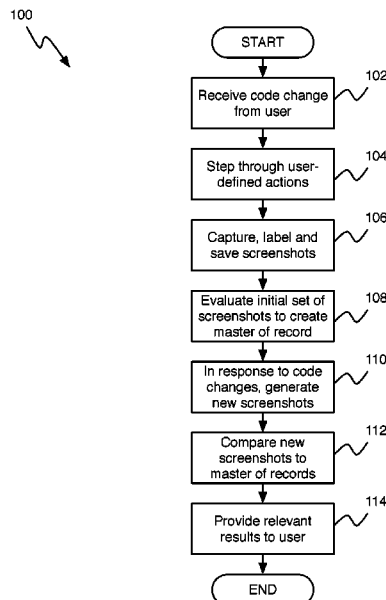 100
START
Receive code change
from user
102
Step through user-
defined actions
104
Capture, label and
save screenshots
106
Evaluate initial set of
screenshots to create
master of record
108
In response to code
changes, generate
new screenshots
110
Compare new
screenshots to
master of records
112
Provide relevant
results to user
114
END